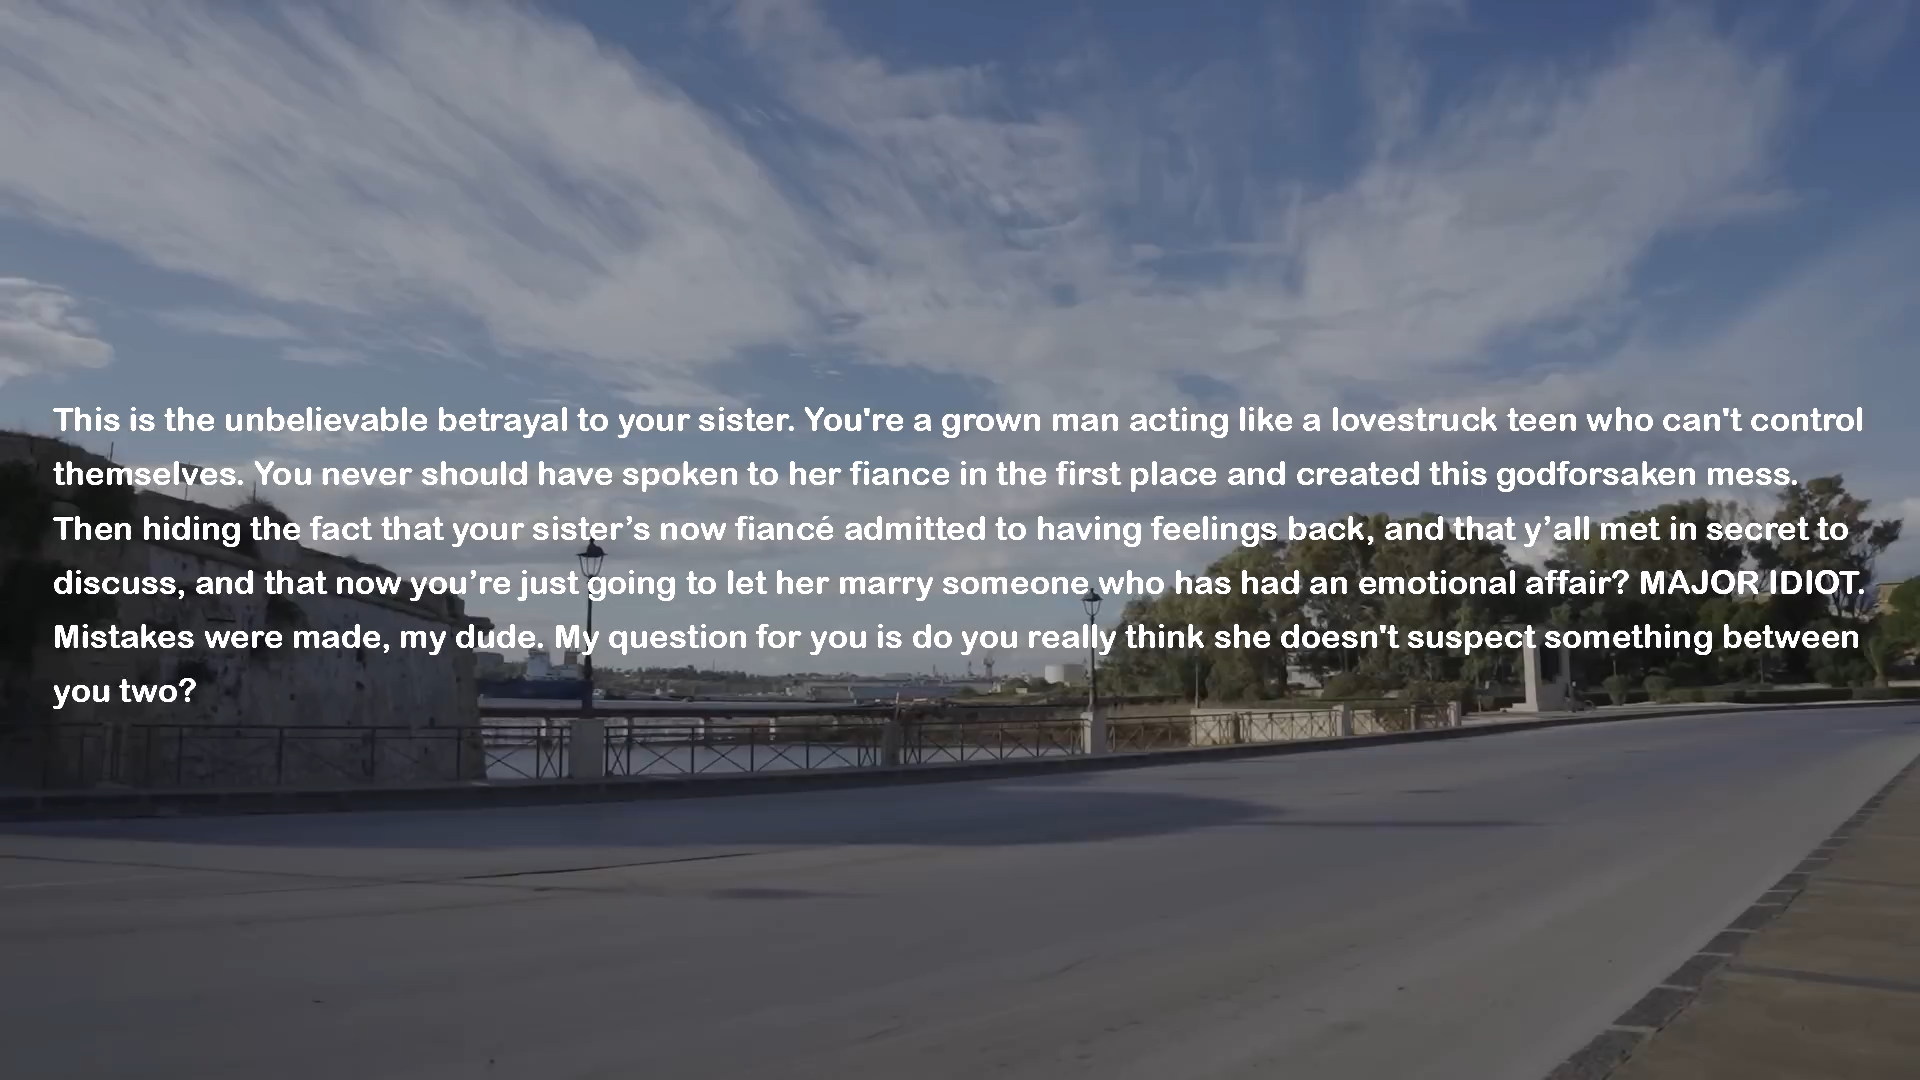 This is the unbelievable betrayal to your sister. You're a grown man acting like a lovestruck teen who can't control
themselves. You never should have spoken to her fiance in the first place and created this godforsaken mess.
Then hiding the fact that your sister’s now fiancé admitted to having feelings back, and that y’all met in secret to
discuss, and that now you’re just going to let her marry someone who has had an emotional affair? MAJOR IDIOT.
Mistakes were made, my dude. My question for you is do you really think she doesn't suspect something between
you two?